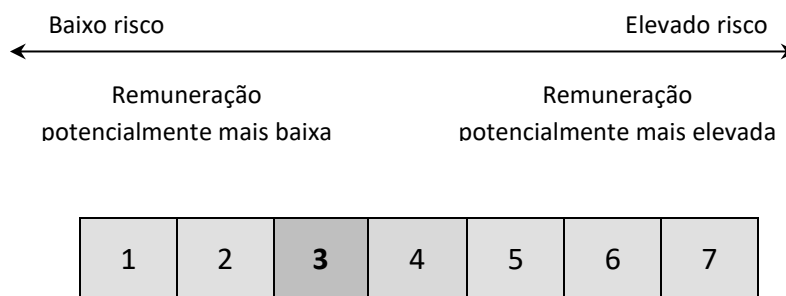 Baixo risco Elevado risco
Remuneração Remuneração
potencialmente mais baixa potencialmente mais elevada
1 2 3 4 5 6 7